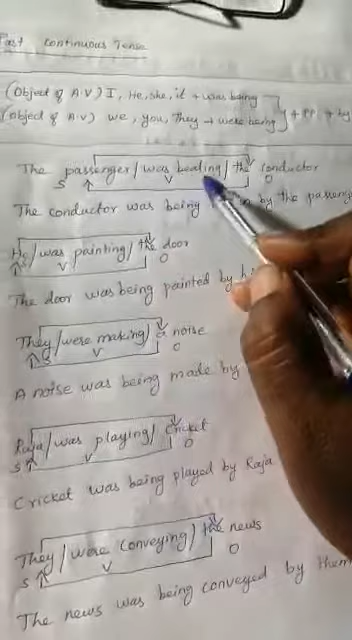 Past Continuous Tense
(Object of A.V) I, He, she, it → was being
(Object of A.V) we, you, They → were being } + PP + by
The passenger / was beating / the conductor
S V O
The conductor was being by the passeng
He / was painting / the door
S V O
The door was being painted by h
They / were making / a noise
S V O
A noise was being made by
Raja / was playing / cricket
S V O
Cricket was being played by Raja
They / were conveying / the news
S V O
The news was being conveyed by them